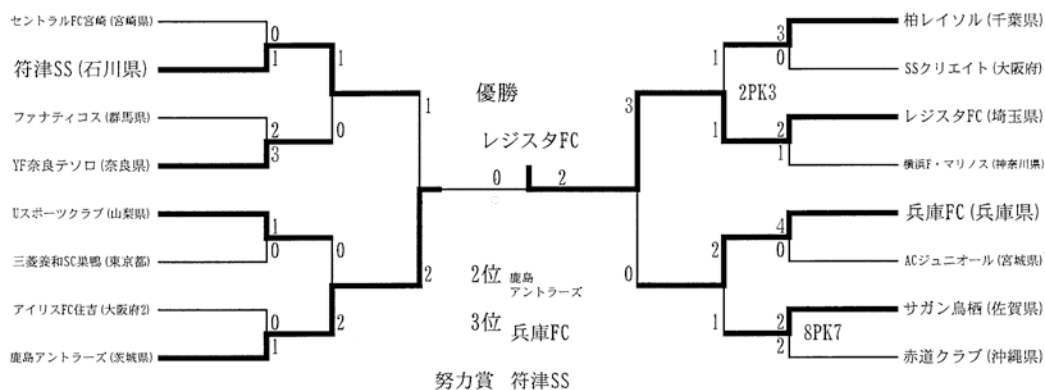 セントラルFC宮崎(宮崎県)
0
1
符津SS(石川県)
1
ファナティコス(群馬県)
2
3
YF奈良テソロ(奈良県)
0
1
Uスポーツクラブ(山梨県)
1
0
三菱養和SC巣鴨(東京都)
0
アイリスFC住吉(大阪府2)
0
1
鹿島アントラーズ(茨城県)
2
2
優勝
レジスタFC
0 2
2位 鹿島
アントラーズ
3位 兵庫FC
努力賞 符津SS
柏レイソル(千葉県)
3
0
SSクリエイト(大阪府)
1
2PK3
3
レジスタFC(埼玉県)
2
1
横浜F・マリノス(神奈川県)
1
兵庫FC(兵庫県)
4
0
ACジュニオール(宮城県)
2
0
サガン鳥栖(佐賀県)
2
8PK7
2
赤道クラブ(沖縄県)
1